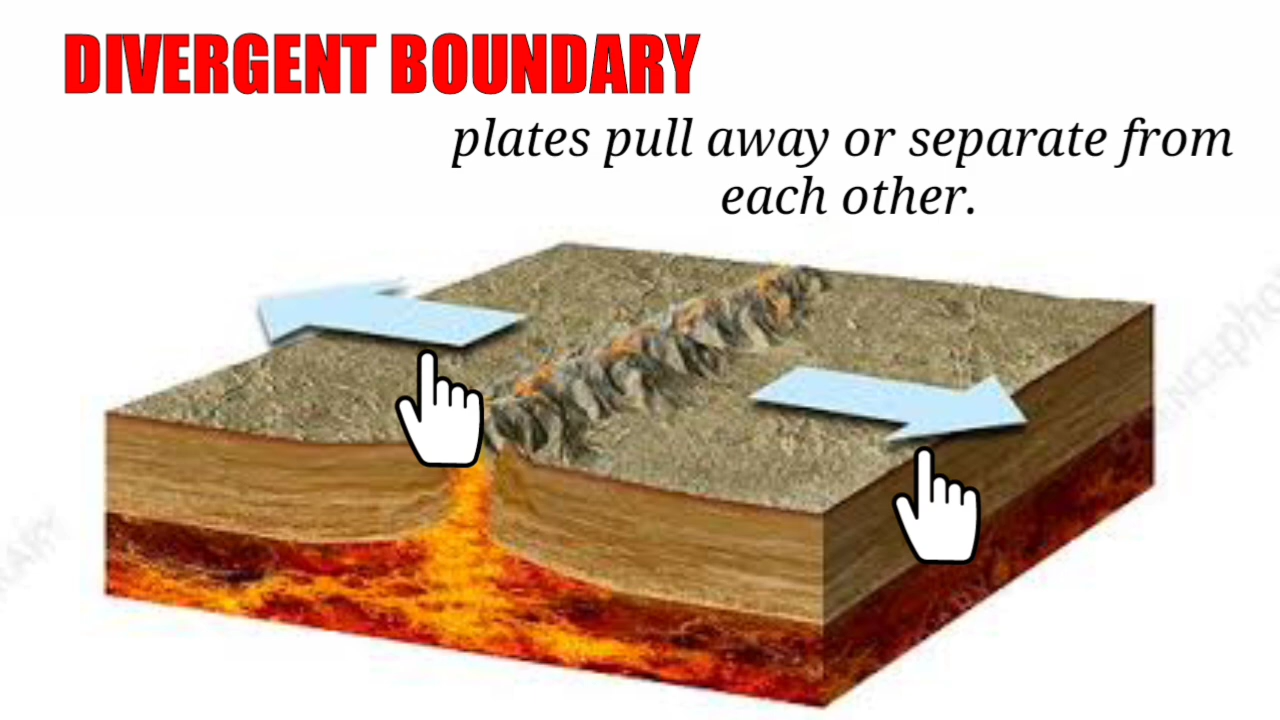 DIVERGENT BOUNDARY
plates pull away or separate from
each other.